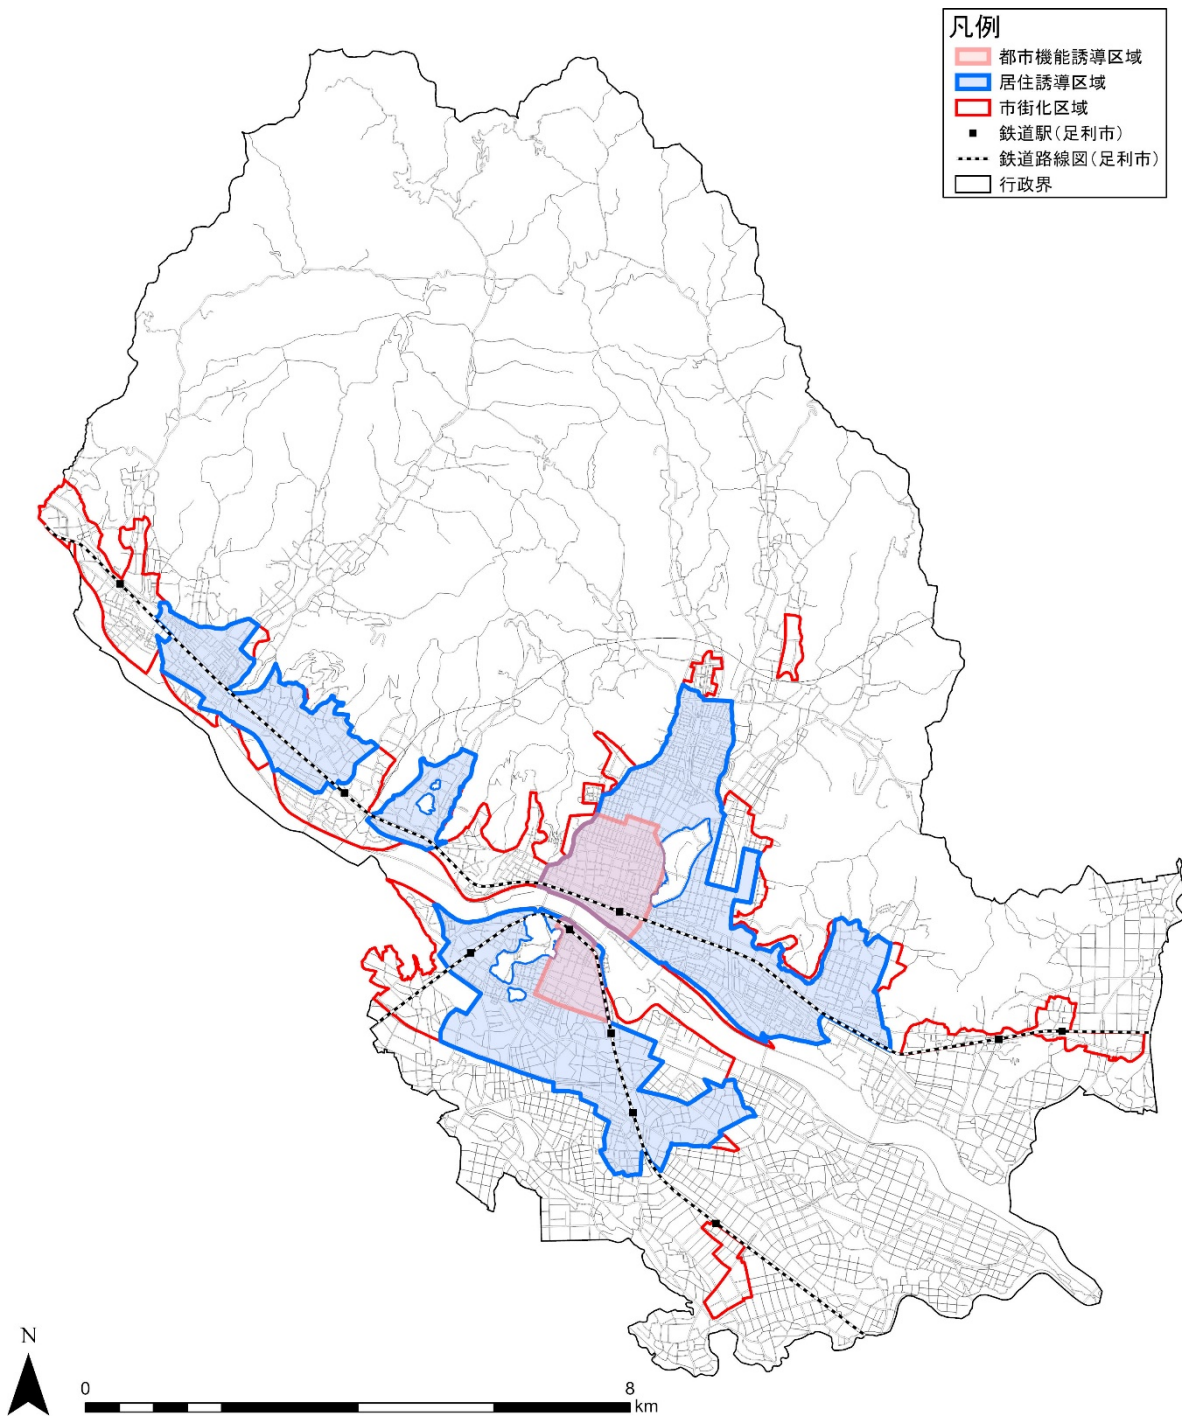 凡例
都市機能誘導区域
居住誘導区域
市街化区域
鉄道駅(足利市)
鉄道路線図(足利市)
行政界
N
0 8
km